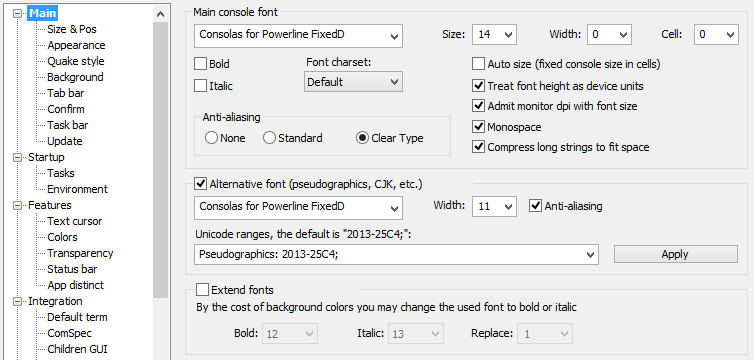 Main
Size & Pos
Appearance
Quake style
Background
Tab bar
Confirm
Task bar
Update
Startup
Tasks
Environment
Features
Text cursor
Colors
Transparency
Status bar
App distinct
Integration
Default term
ComSpec
Children GUI
Main console font
Consolas for Powerline FixedD Size: 14 Width: 0 Cell: 0
Bold Font charset: Auto size (fixed console size in cells)
Italic Default Treat font height as device units
Admit monitor dpi with font size
Anti-aliasing Monospace
None Standard Clear Type Compress long strings to fit space
Alternative font (pseudographics, CJK, etc.)
Consolas for Powerline FixedD Width: 11 Anti-aliasing
Unicode ranges, the default is "2013-25C4;":
Pseudographics: 2013-25C4; Apply
Extend fonts
By the cost of background colors you may change the used font to bold or italic
Bold: 12 Italic: 13 Replace: 1